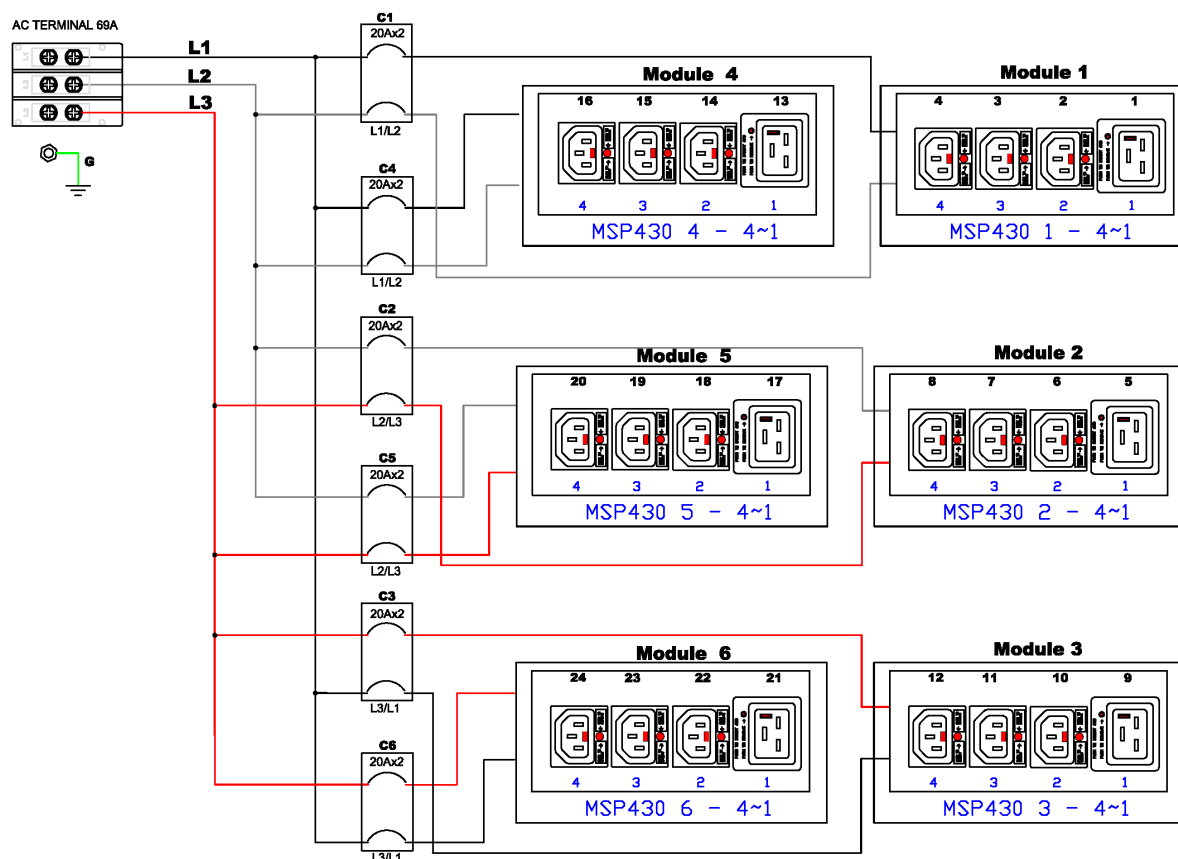 AC TERMINAL 69A
L1
L2
L3
G
C1
20Ax2
L1/L2
C4
20Ax2
L1/L2
C2
20Ax2
L2/L3
C5
20Ax2
L2/L3
C3
20Ax2
L3/L1
C6
20Ax2
L3/L1
Module 4
16 15 14 13
4 3 2 1
MSP430 4 - 4~1
Module 1
4 3 2 1
4 3 2 1
MSP430 1 - 4~1
Module 5
20 19 18 17
4 3 2 1
MSP430 5 - 4~1
Module 2
8 7 6 5
4 3 2 1
MSP430 2 - 4~1
Module 6
24 23 22 21
4 3 2 1
MSP430 6 - 4~1
Module 3
12 11 10 9
4 3 2 1
MSP430 3 - 4~1